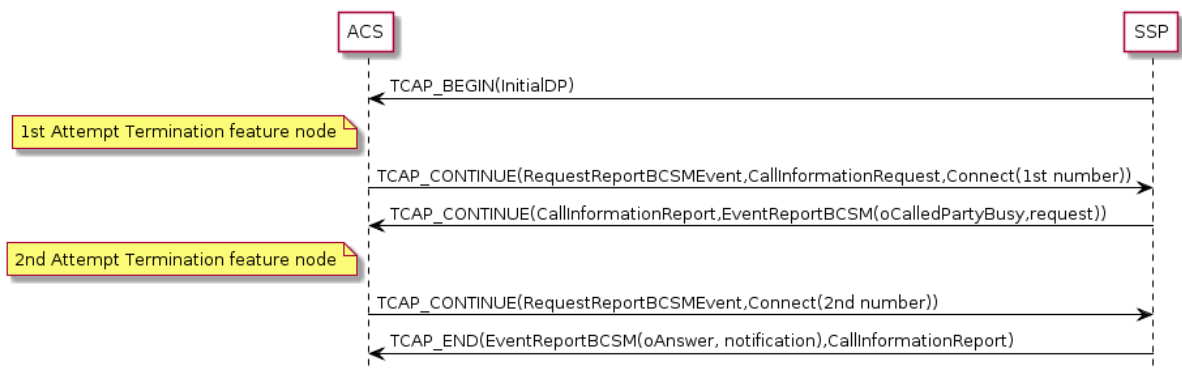 ACS
SSP
TCAP_BEGIN(InitialDP)
1st Attempt Termination feature node
TCAP_CONTINUE(RequestReportBCSMEvent,CallInformationRequest,Connect(1st number))
TCAP_CONTINUE(CallInformationReport,EventReportBCSM(oCalledPartyBusy,request))
2nd Attempt Termination feature node
TCAP_CONTINUE(RequestReportBCSMEvent,Connect(2nd number))
TCAP_END(EventReportBCSM(oAnswer, notification),CallInformationReport)